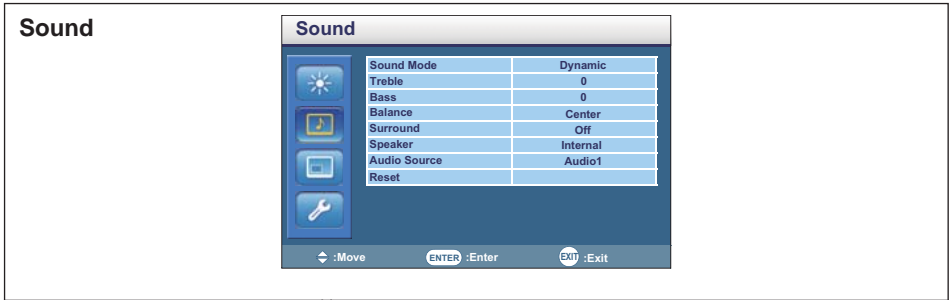 Sound
Sound
Sound Mode Dynamic
Treble 0
Bass 0
Balance Center
Surround Off
Speaker Internal
Audio Source Audio1
Reset
:Move ENTER :Enter EXIT :Exit